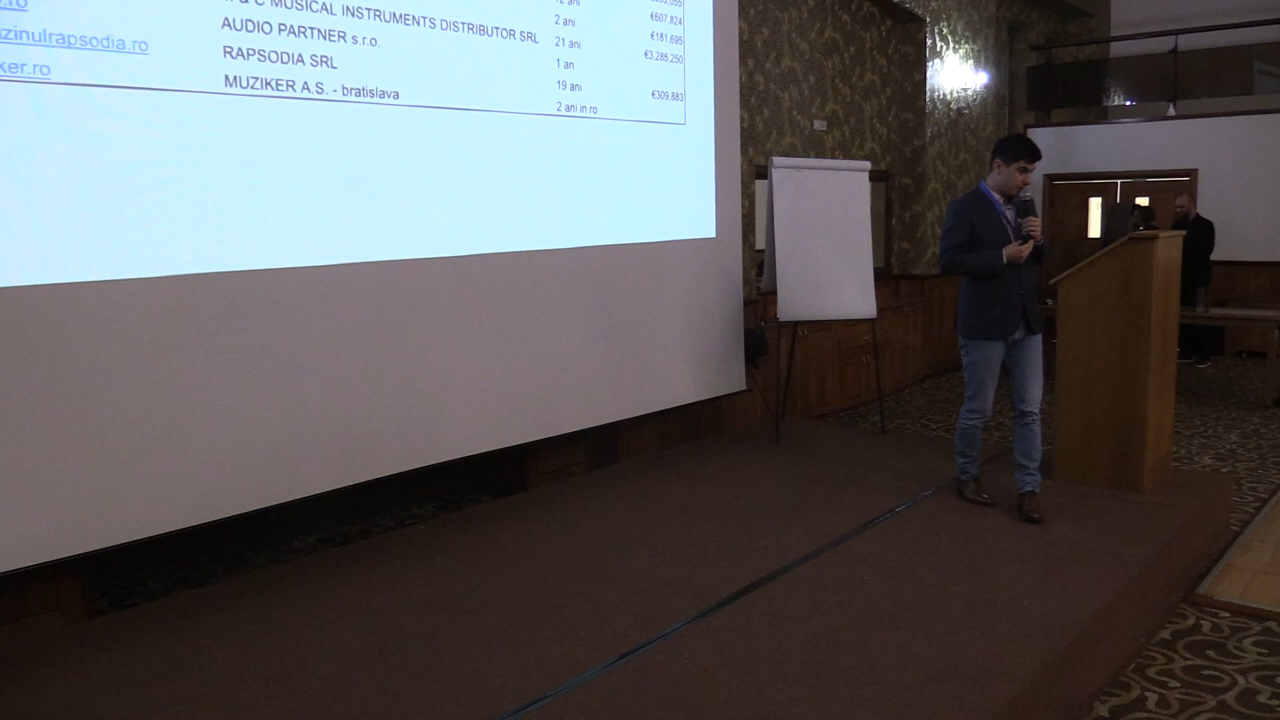 & C MUSICAL INSTRUMENTS DISTRIBUTOR SRL 2 ani €607,824
AUDIO PARTNER s.r.o. 21 ani €181,695
zinulrapsodia.ro RAPSODIA SRL 1 an €3,285,250
ker.ro MUZIKER A.S. - bratislava 19 ani
2 ani in ro €309,883